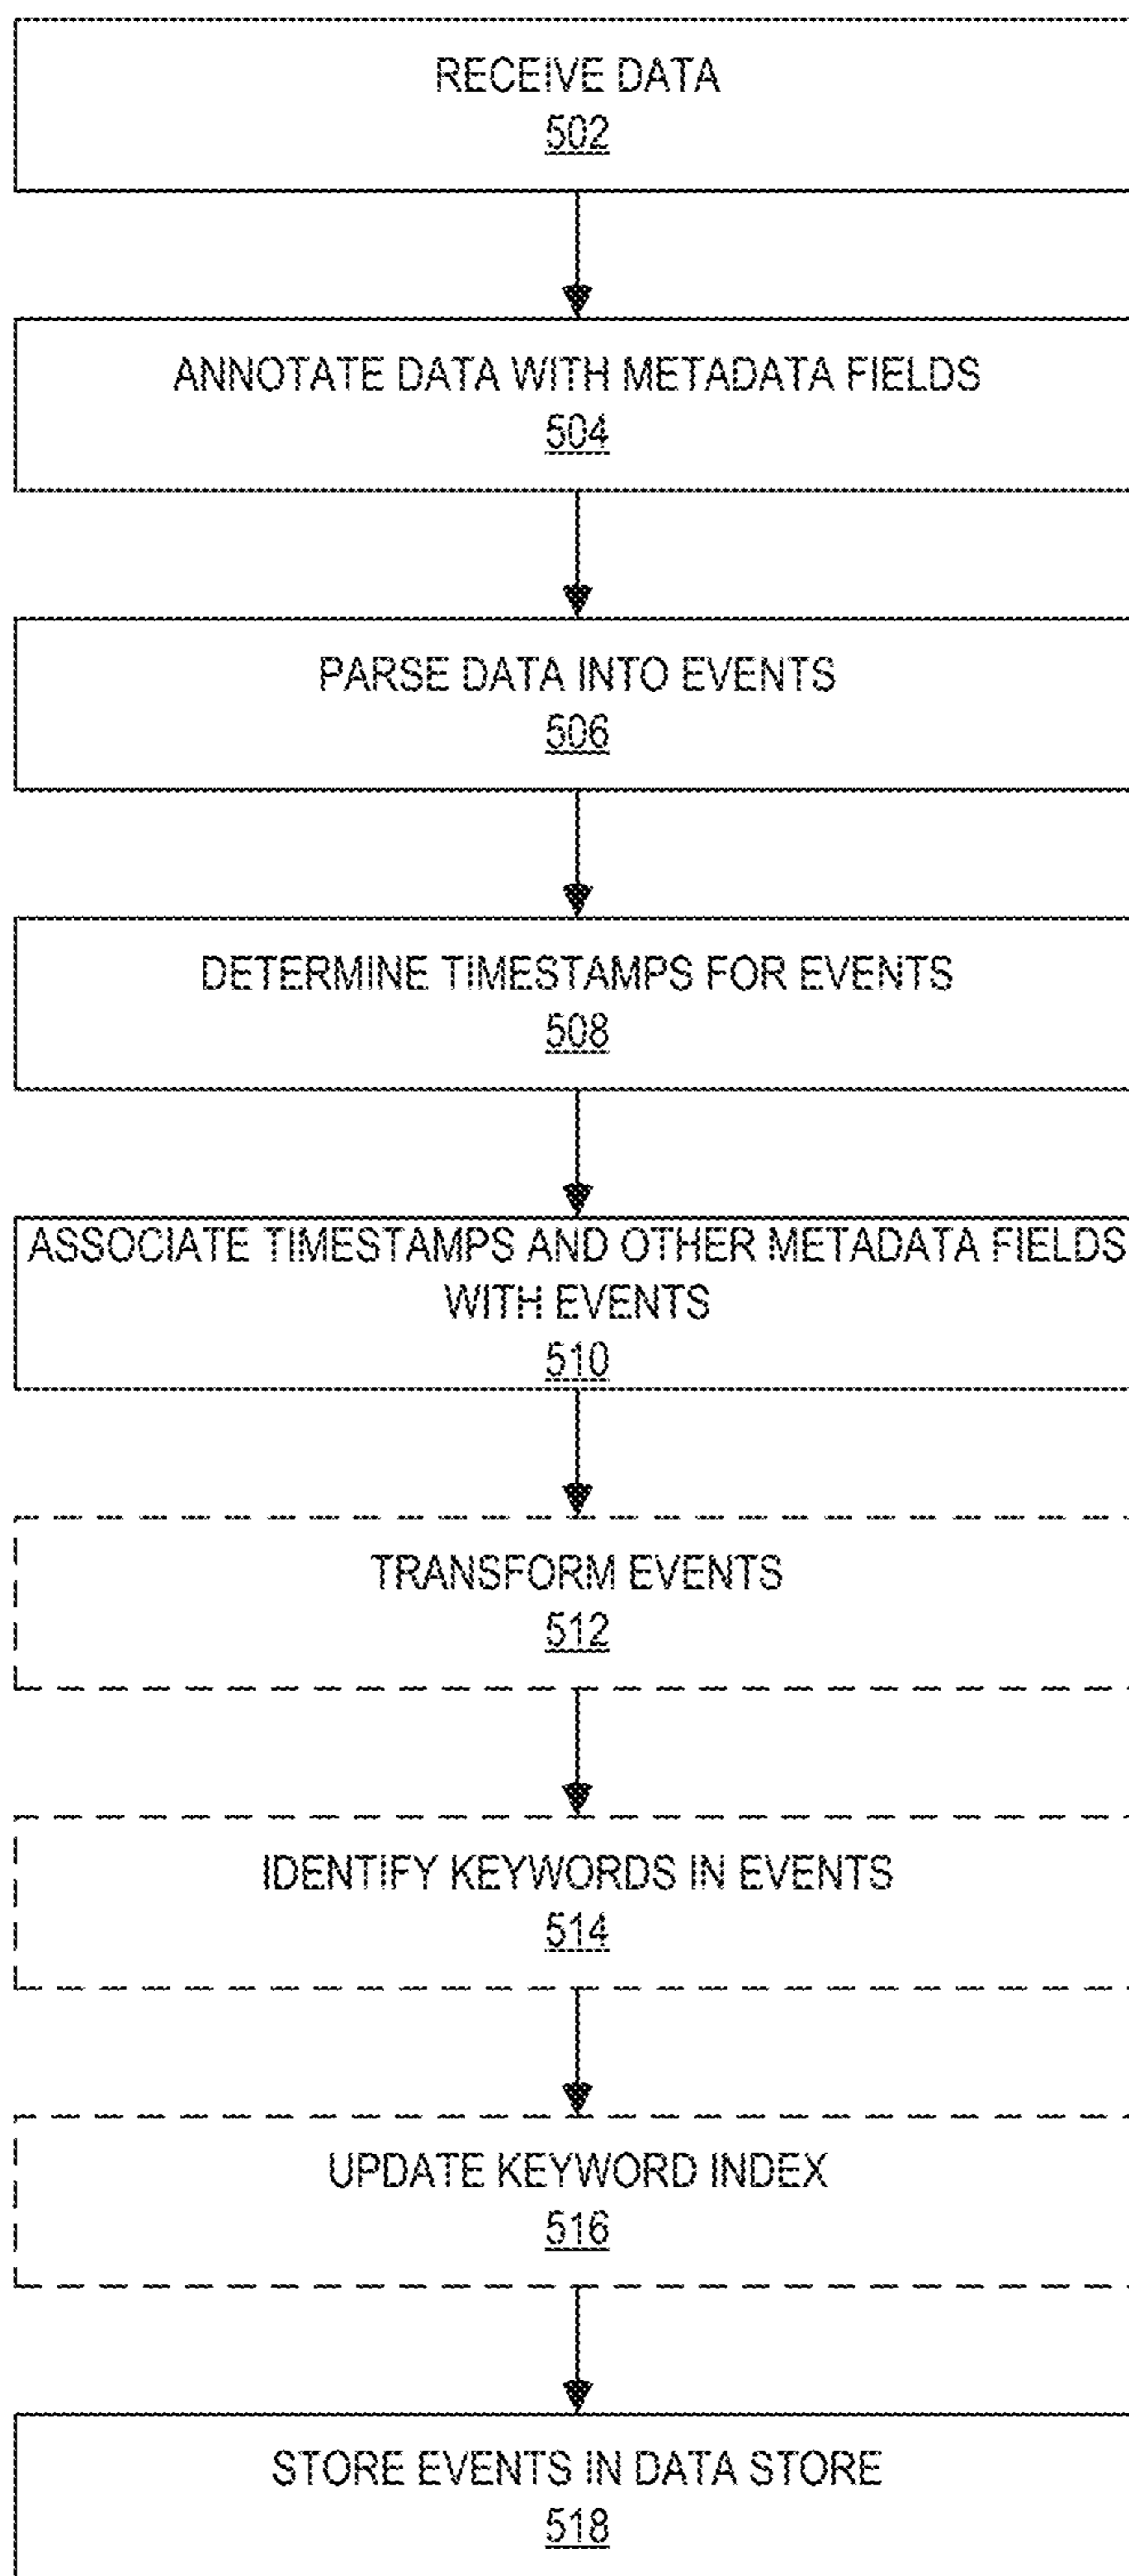 RECEIVE DATA
502
ANNOTATE DATA WITH METADATA FIELDS
504
PARSE DATA INTO EVENTS
506
DETERMINE TIMESTAMPS FOR EVENTS
508
ASSOCIATE TIMESTAMPS AND OTHER METADATA FIELDS
WITH EVENTS
510
TRANSFORM EVENTS
512
IDENTIFY KEYWORDS IN EVENTS
514
UPDATE KEYWORD INDEX
516
STORE EVENTS IN DATA STORE
518